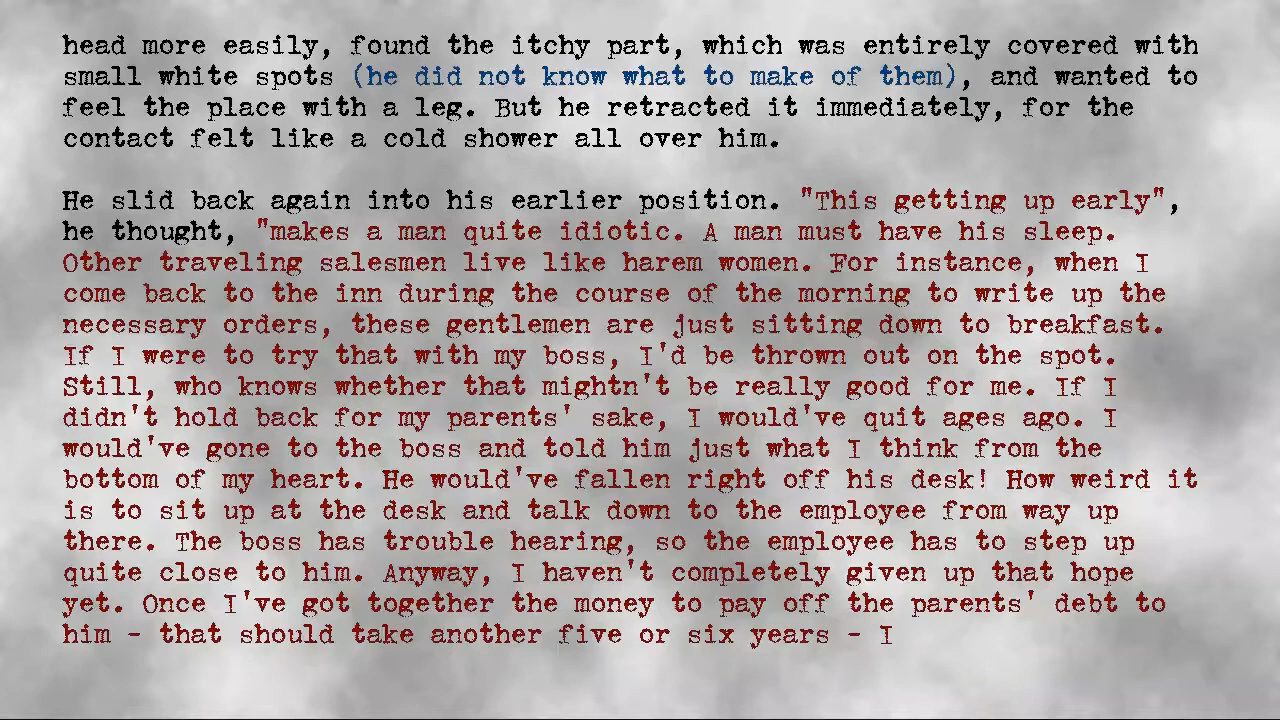 head more easily, found the itchy part, which was entirely covered with
small white spots (he did not know what to make of them), and wanted to
feel the place with a leg. But he retracted it immediately, for the
contact felt like a cold shower all over him.

He slid back again into his earlier position. "This getting up early",
he thought, "makes a man quite idiotic. A man must have his sleep.
Other traveling salesmen live like harem women. For instance, when I
come back to the inn during the course of the morning to write up the
necessary orders, these gentlemen are just sitting down to breakfast.
If I were to try that with my boss, I'd be thrown out on the spot.
Still, who knows whether that mightn't be really good for me. If I
didn't hold back for my parents' sake, I would've quit ages ago. I
would've gone to the boss and told him just what I think from the
bottom of my heart. He would've fallen right off his desk! How weird it
is to sit up at the desk and talk down to the employee from way up
there. The boss has trouble hearing, so the employee has to step up
quite close to him. Anyway, I haven't completely given up that hope
yet. Once I've got together the money to pay off the parents' debt to
him - that should take another five or six years - I